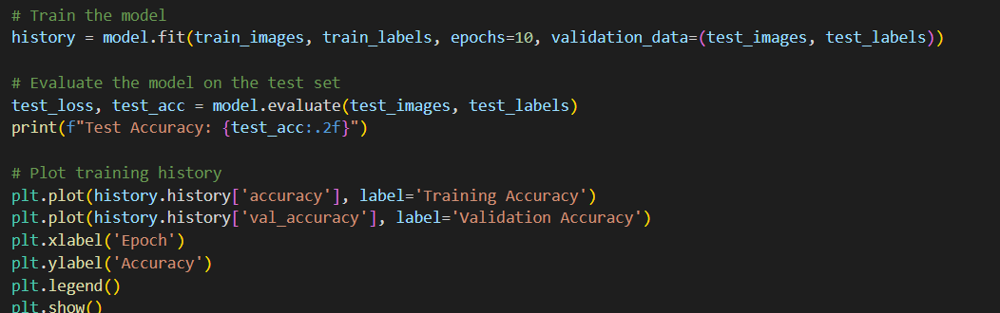 # Train the model
history = model.fit(train_images, train_labels, epochs=10, validation_data=(test_images, test_labels))
# Evaluate the model on the test set
test_loss, test_acc = model.evaluate(test_images, test_labels)
print(f"Test Accuracy: {test_acc:.2f}")
# Plot training history
plt.plot(history.history['accuracy'], label='Training Accuracy')
plt.plot(history.history['val_accuracy'], label='Validation Accuracy')
plt.xlabel('Epoch')
plt.ylabel('Accuracy')
plt.legend()
plt.show()